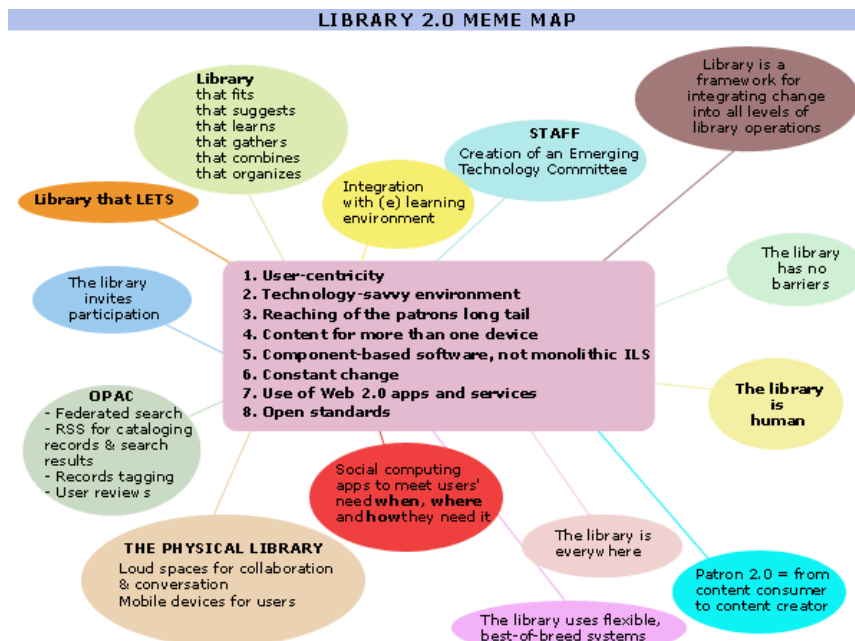 LIBRARY 2.0 MEME MAP
Library
that fits
that suggests
that learns
that gathers
that combines
that organizes
Library is a
framework for
integrating change
into all levels of
library operations
STAFF
Creation of an Emerging
Technology Committee
Integration
with (e) learning
environment
Library that LETS
The library
invites
participation
1. User-centricity
2. Technology-savvy environment
3. Reaching of the patrons long tail
4. Content for more than one device
5. Component-based software, not monolithic ILS
6. Constant change
7. Use of Web 2.0 apps and services
8. Open standards
The library
has no
barriers
The library
is
human
OPAC
- Federated search
- RSS for cataloging
records & search
results
- Records tagging
- User reviews
Social computing
apps to meet users'
need when, where
and how they need it
THE PHYSICAL LIBRARY
Loud spaces for collaboration
& conversation
Mobile devices for users
The library is
everywhere
Patron 2.0 = from
content consumer
to content creator
The library uses flexible,
best-of-breed systems